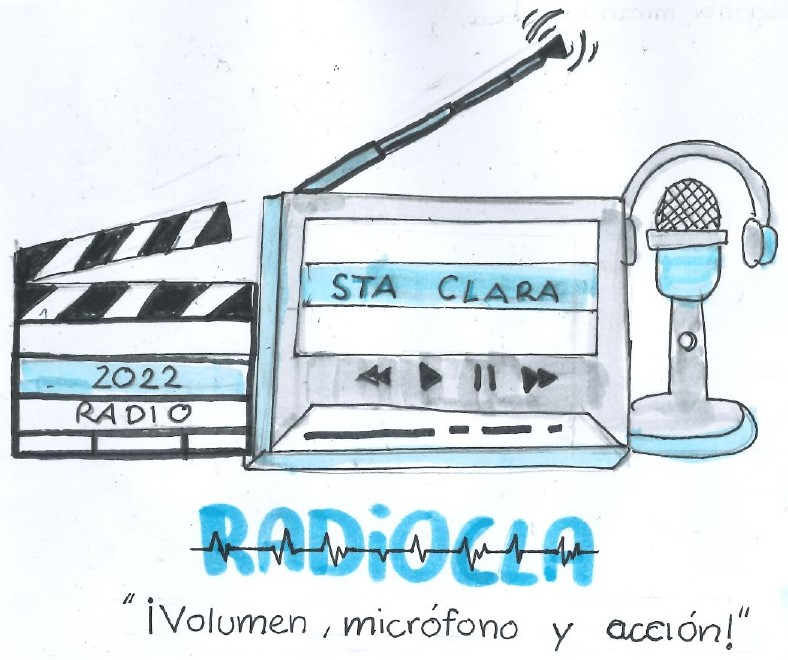 STA CLARA
2022
RADIO
RADiOCLA
"¡Volumen, micrófono y acción!"